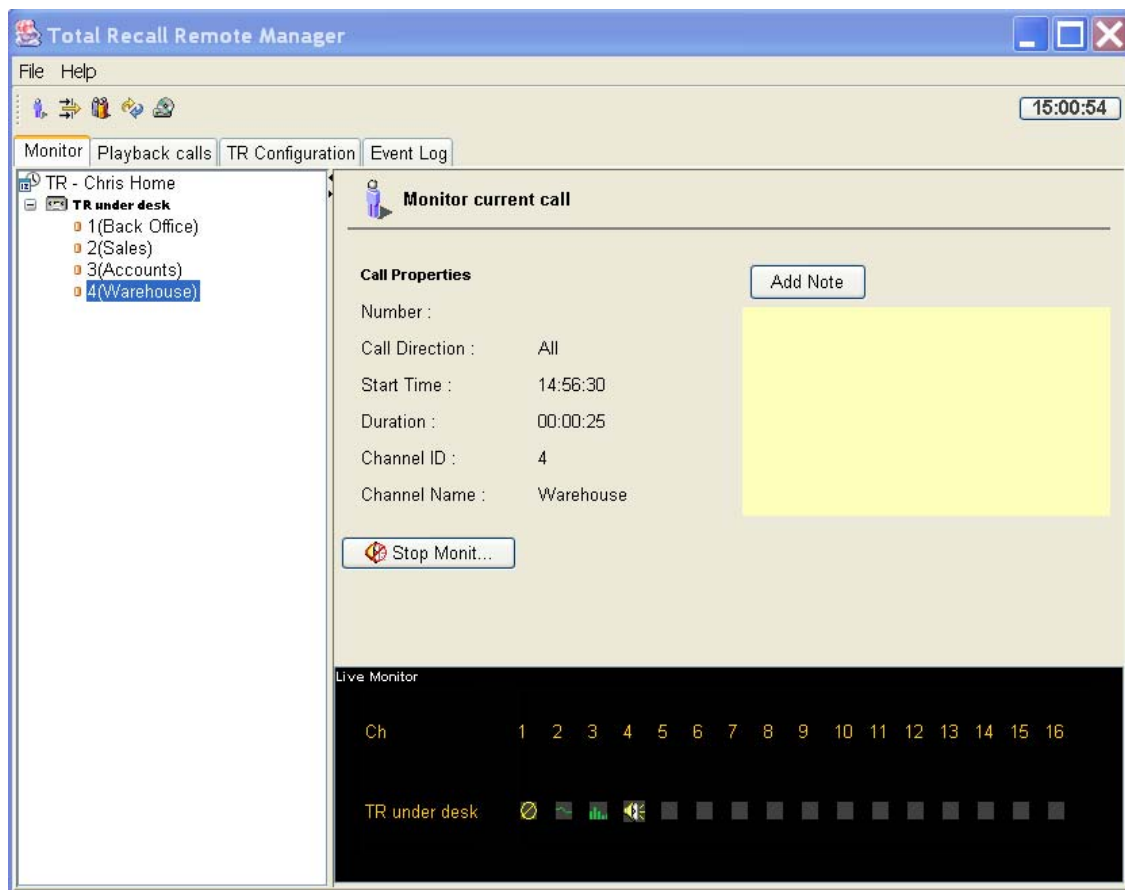 Total Recall Remote Manager
File Help
15:00:54
Monitor Playback calls TR Configuration Event Log
TR - Chris Home
TR under desk
1(Back Office)
2(Sales)
3(Accounts)
4(Warehouse)
Monitor current call
Call Properties
Add Note
Number :
Call Direction : All
Start Time : 14:56:30
Duration : 00:00:25
Channel ID : 4
Channel Name : Warehouse
Stop Monit...
Live Monitor
Ch 1 2 3 4 5 6 7 8 9 10 11 12 13 14 15 16
TR under desk